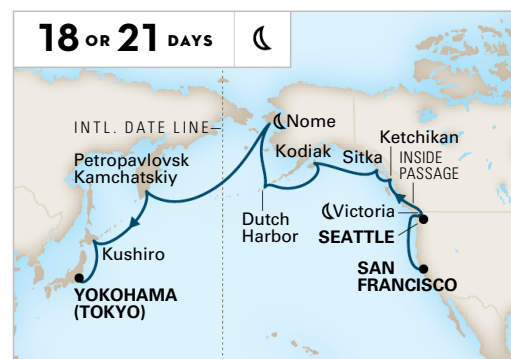 18 OR 21 DAYS
INTL. DATE LINE
Nome
Petropavlovsk
Kamchatskiy
Kodiak
Sitka
Ketchikan
INSIDE
PASSAGE
Dutch
Harbor
Victoria
SEATTLE
Kushiro
YOKOHAMA
(TOKYO)
SAN
FRANCISCO